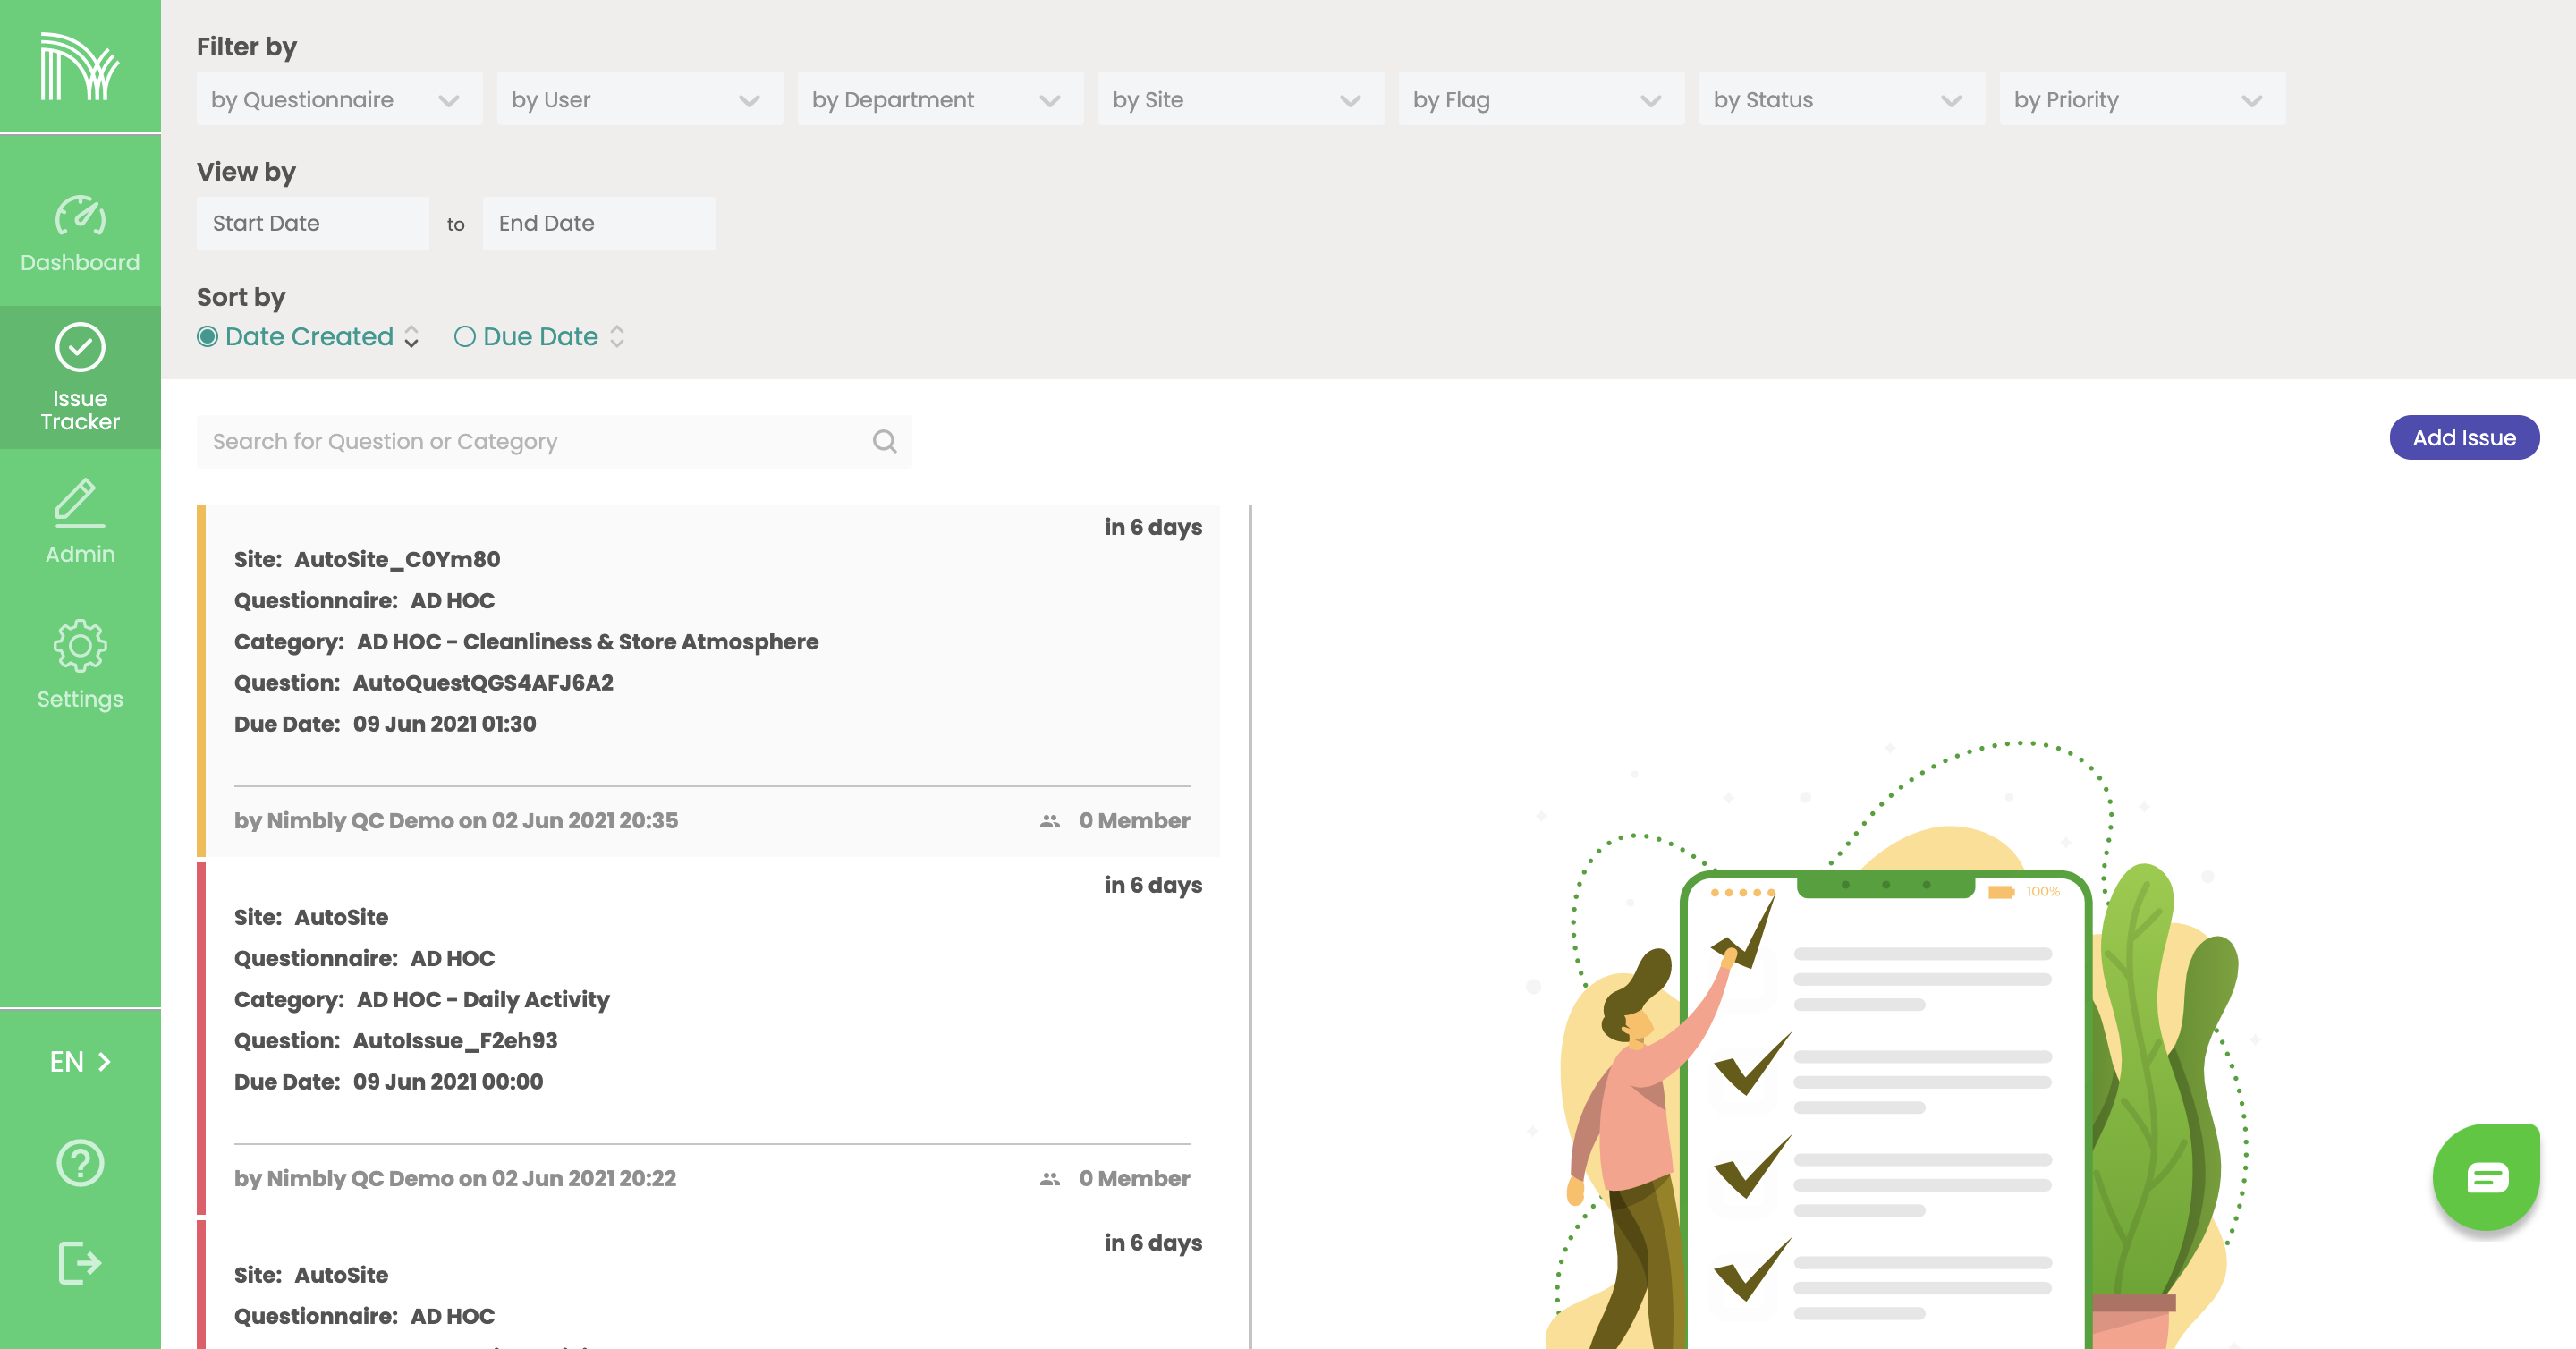 Filter by
by Questionnaire by User by Department by Site by Flag by Status by Priority
View by
Start Date to End Date
Sort by
Date Created Due Date
Dashboard
Issue
Tracker
Admin
Settings
EN
Search for Question or Category
Add Issue
in 6 days
Site: AutoSite_C0Ym80
Questionnaire: AD HOC
Category: AD HOC - Cleanliness & Store Atmosphere
Question: AutoQuestQGS4AFJ6A2
Due Date: 09 Jun 2021 01:30
by Nimbly QC Demo on 02 Jun 2021 20:35 0 Member
in 6 days
Site: AutoSite
Questionnaire: AD HOC
Category: AD HOC - Daily Activity
Question: AutoIssue_F2eh93
Due Date: 09 Jun 2021 00:00
by Nimbly QC Demo on 02 Jun 2021 20:22 0 Member
in 6 days
Site: AutoSite
Questionnaire: AD HOC
100%